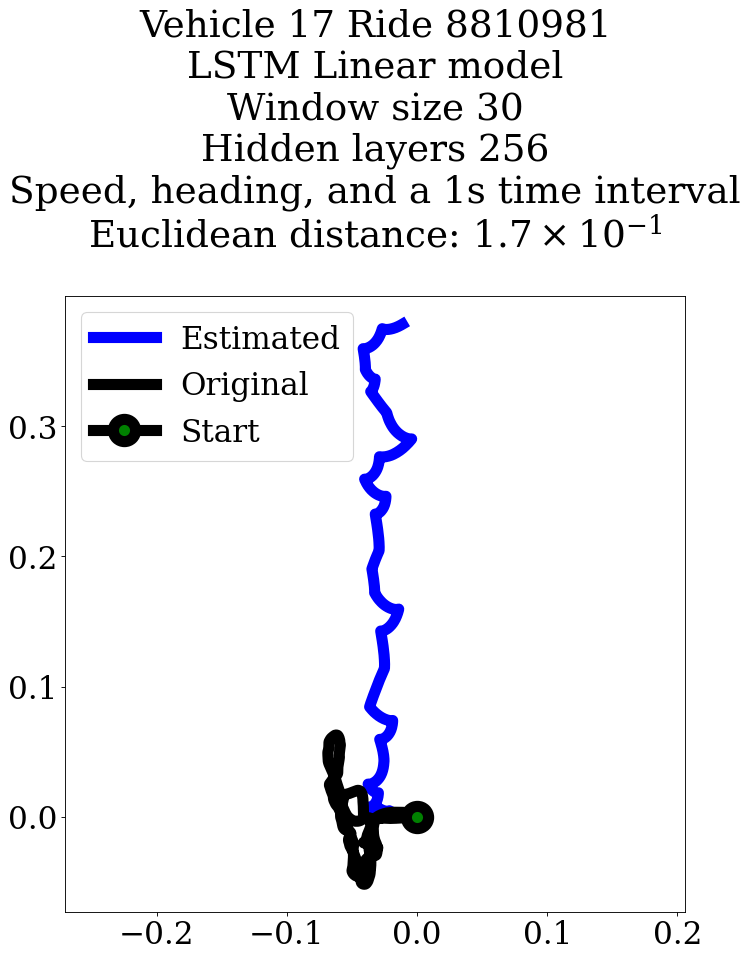 Vehicle 17 Ride 8810981
LSTM Linear model
Window size 30
Hidden layers 256
Speed, heading, and a 1s time interval
Euclidean distance: 1.7 × 10⁻¹
Estimated
Original
Start
0.3
0.2
0.1
0.0
−0.2
−0.1
0.0
0.1
0.2